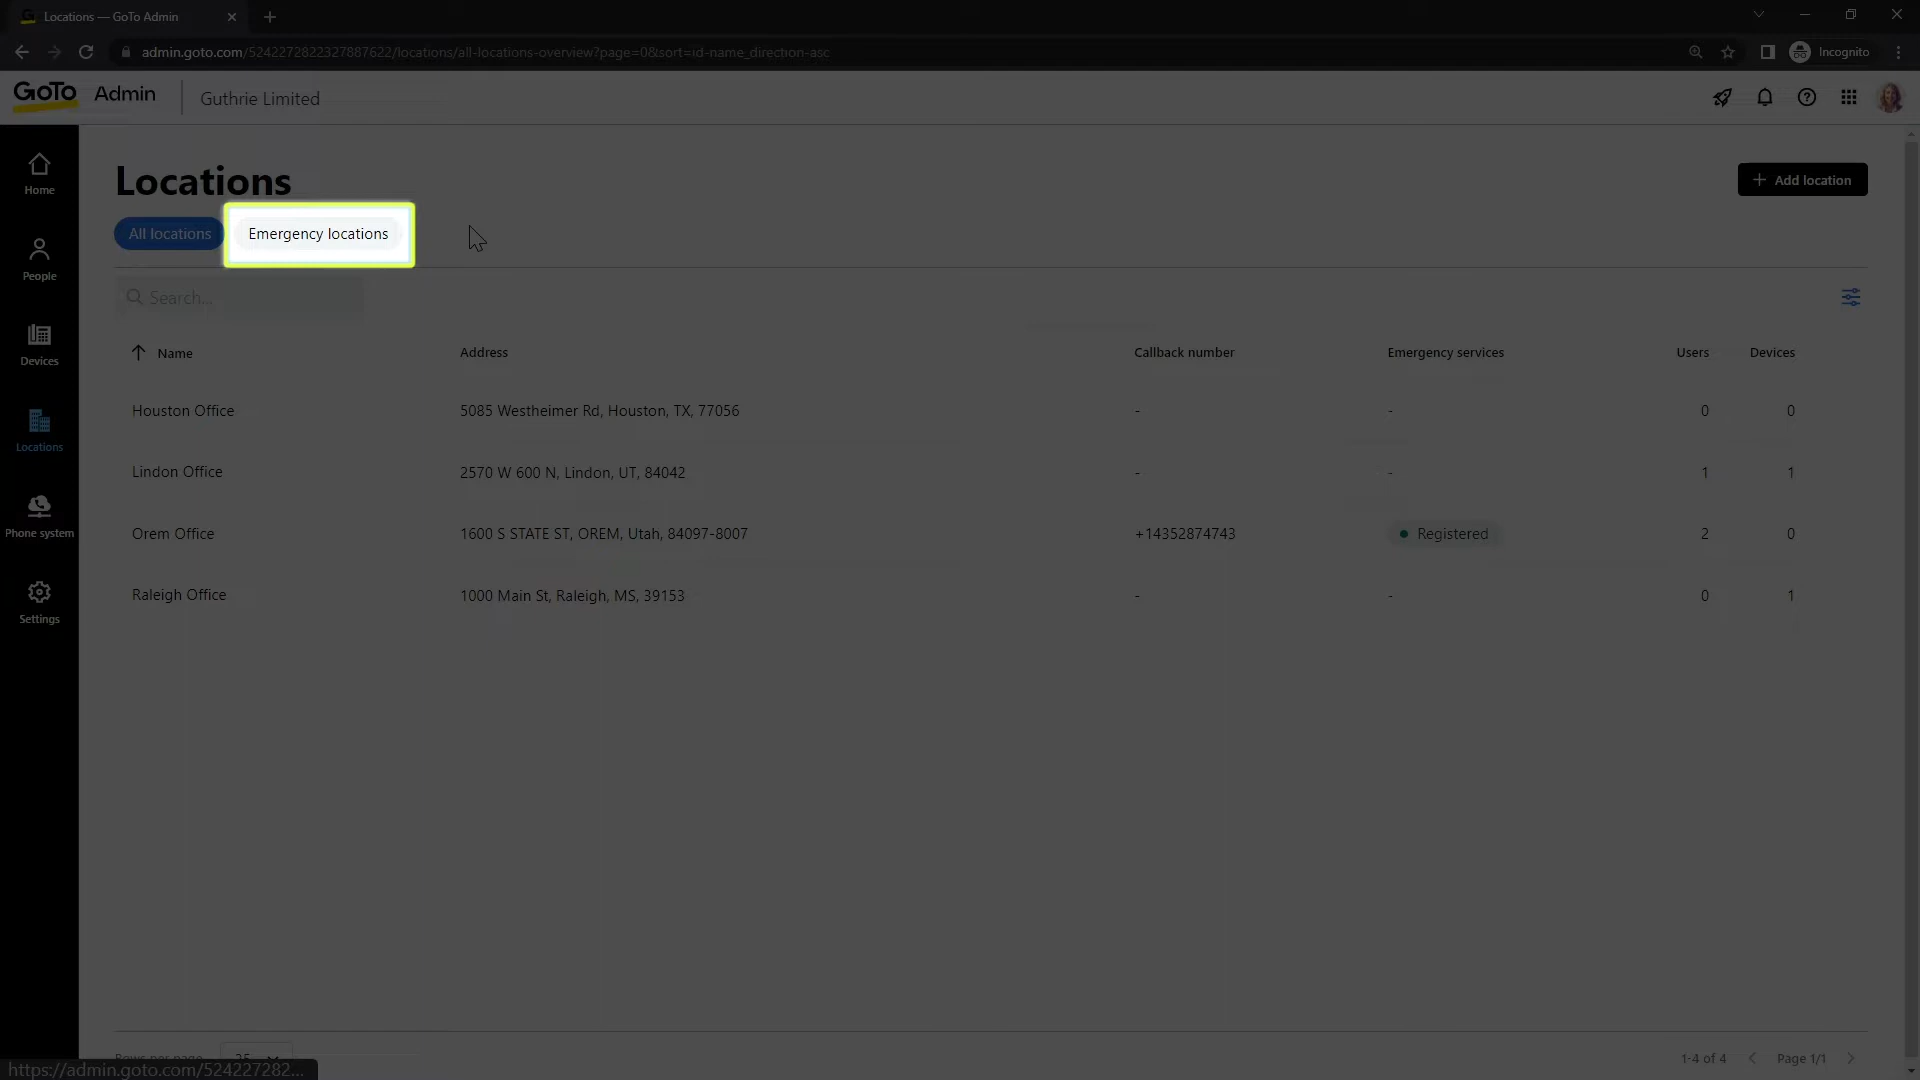 Locations — GoTo Admin
admin.goto.com/5242272822327887622/locations/all-locations-overview?page=0&sort=id-name_direction-asc
Incognito
GoTo Admin
Guthrie Limited
Home
People
Devices
Locations
Phone system
Settings
Locations
Add location
All locations
Emergency locations
Search...
Name Address Callback number Emergency services Users Devices
Houston Office 5085 Westheimer Rd, Houston, TX, 77056 - - 0 0
Lindon Office 2570 W 600 N, Lindon, UT, 84042 - - 1 1
Orem Office 1600 S STATE ST, OREM, Utah, 84097-8007 +14352874743 Registered 2 0
Raleigh Office 1000 Main St, Raleigh, MS, 39153 - - 0 1
Rows per page 25
1-4 of 4 Page 1/1
https://admin.goto.com/524227282...